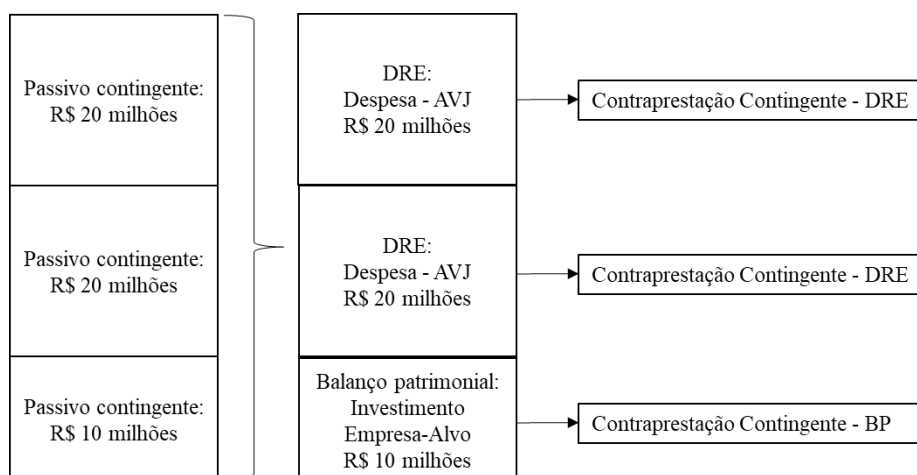 Passivo contingente:
R$ 20 milhões
DRE:
Despesa - AVJ
R$ 20 milhões
Contraprestação Contingente - DRE
Passivo contingente:
R$ 20 milhões
DRE:
Despesa - AVJ
R$ 20 milhões
Contraprestação Contingente - DRE
Passivo contingente:
R$ 10 milhões
Balanço patrimonial:
Investimento
Empresa-Alvo
R$ 10 milhões
Contraprestação Contingente - BP